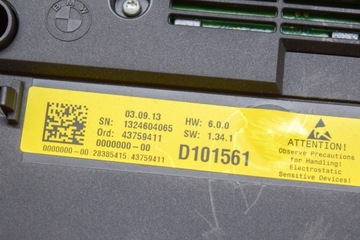 BMW
03.09.13
SN: 1324604065
Ord: 43759411
0000000-00
0000000-00 28385415 43759411
HW: 6.0.0
SW: 1.34.1
D101561
ATTENTION!
Observe Precautions
for Handling!
Electrostatic
Sensitive Devices!